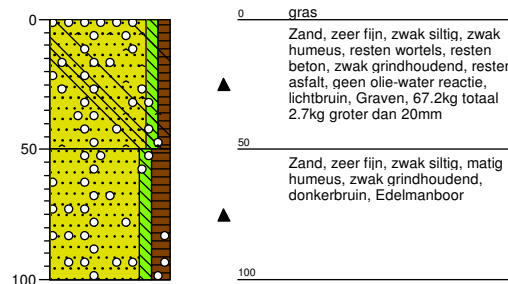 0
0
gras
Zand, zeer fijn, zwak siltig, zwak
humeus, resten wortels, resten
beton, zwak grindhoudend, resten
asfalt, geen olie-water reactie,
lichtbruin, Graven, 67.2kg totaal
2.7kg groter dan 20mm
50
50
Zand, zeer fijn, zwak siltig, matig
humeus, zwak grindhoudend,
donkerbruin, Edelmanboor
100
100